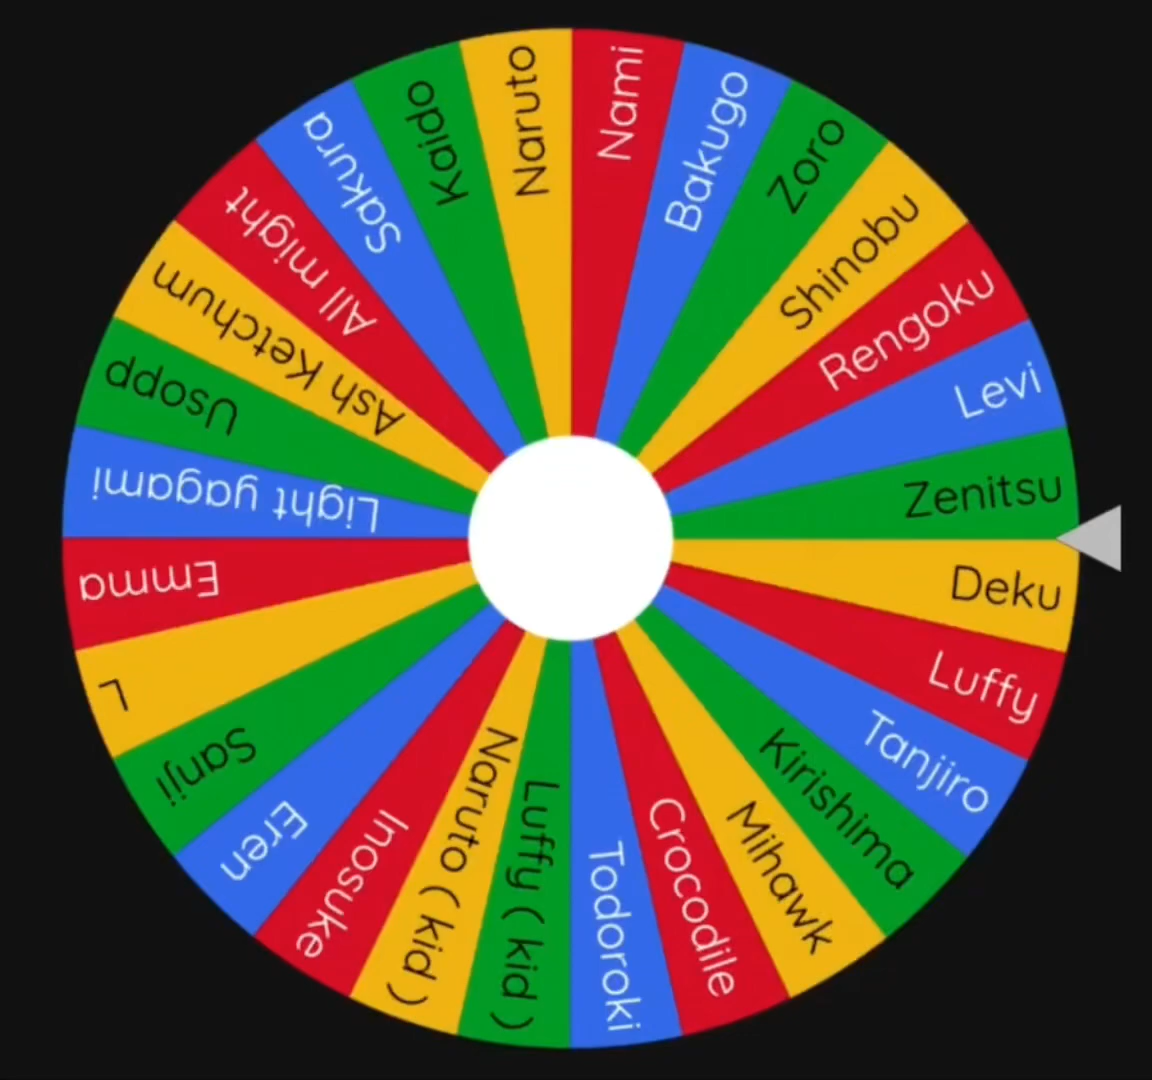 Nami
Bakugo
Zoro
Shinobu
Rengoku
Levi
Zenitsu
Deku
Luffy
Tanjiro
Kirishima
Mihawk
Crocodile
Todoroki
Luffy ( kid )
Naruto ( kid )
Inosuke
Eren
Sanji
L
Emma
Light yagami
Usopp
Ash Ketchum
All might
Sakura
Kaido
Naruto